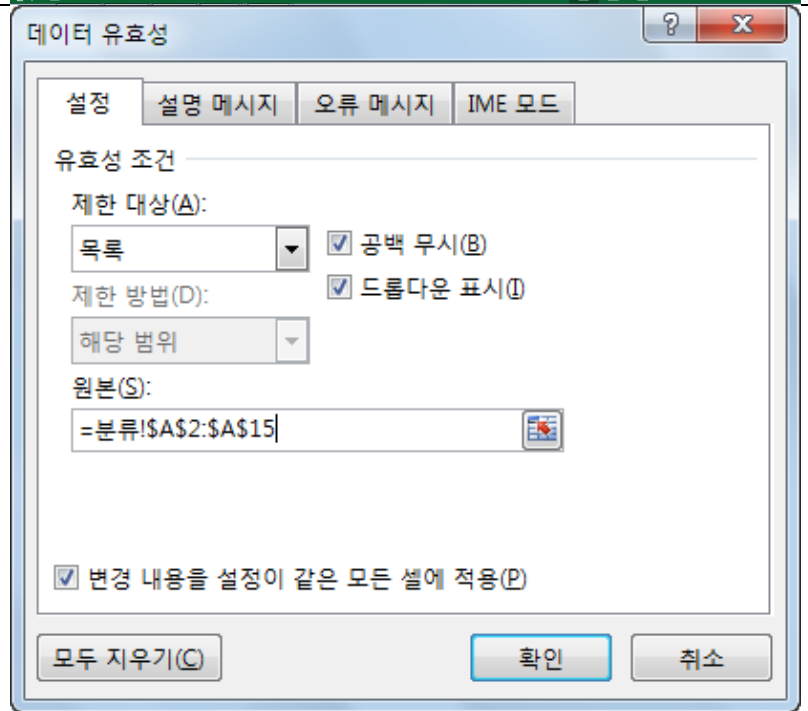 데이터 유효성
설정 설명 메시지 오류 메시지 IME 모드
유효성 조건
제한 대상(A):
목록
공백 무시(B)
드롭다운 표시(I)
제한 방법(D):
해당 범위
원본(S):
=분류!$A$2:$A$15
변경 내용을 설정이 같은 모든 셀에 적용(P)
모두 지우기(C) 확인 취소